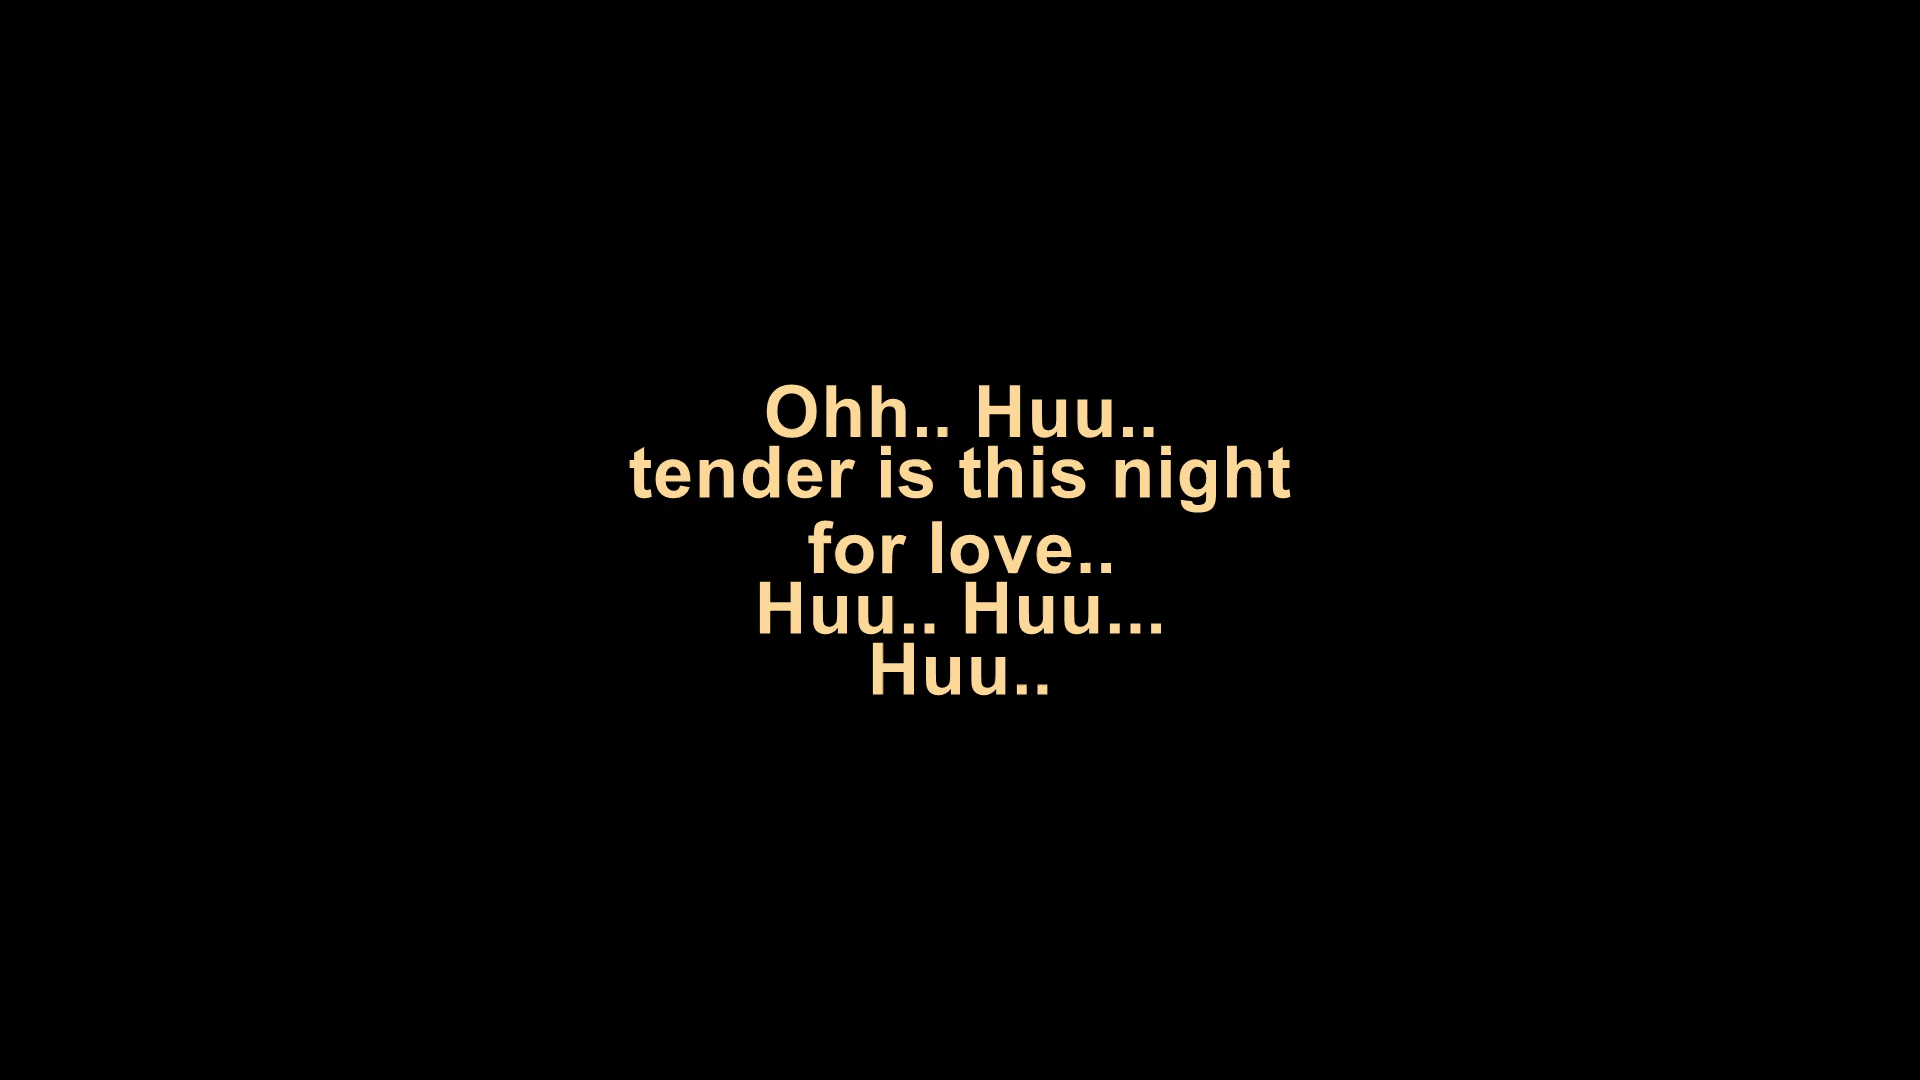 Ohh.. Huu..
tender is this night
for love..
Huu.. Huu...
Huu..